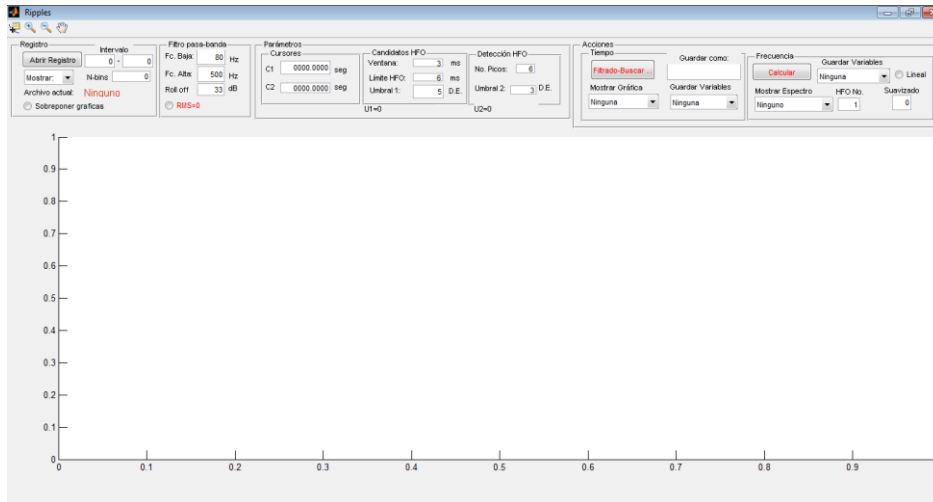 Ripples
Registro
Intervalo
Abrir Registro
0 - 0
Mostrar:
N-bins 0
Archivo actual: Ninguno
Sobreponer graficas
Filtro pasa-banda
Fc. Baja: 80 Hz
Fc. Alta: 500 Hz
Roll off 33 dB
RMS=0
Parámetros
Cursores
C1 0000.0000 seg
C2 0000.0000 seg
Candidatos HFO
Ventana: 3 ms
Límite HFO: 6 ms
Umbral 1: 5 D.E.
U1=0
Detección HFO
No. Picos: 6
Umbral 2: 3 D.E.
U2=0
Acciones
Tiempo
Filtrado-Buscar ...
Guardar como:
Mostrar Gráfica
Guardar Variables
Ninguna
Ninguna
Frecuencia
Calcular
Guardar Variables
Ninguna
Lineal
Mostrar Espectro
HFO No.
Suavizado
Ninguno
1
0
1
0.9
0.8
0.7
0.6
0.5
0.4
0.3
0.2
0.1
0
0 0.1 0.2 0.3 0.4 0.5 0.6 0.7 0.8 0.9